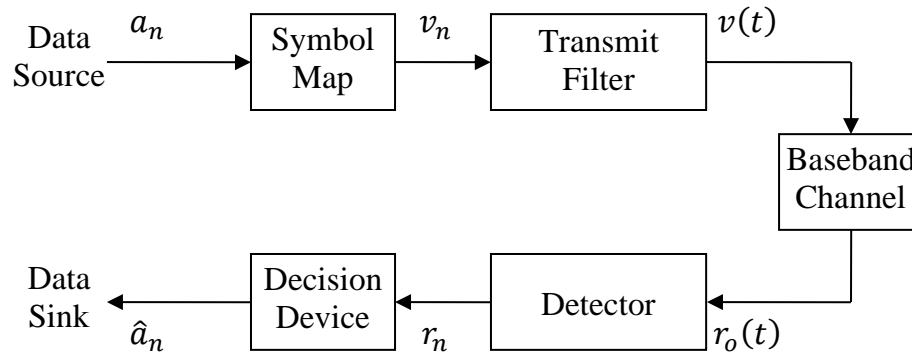 Data
Source
aₙ
Symbol
Map
vₙ
Transmit
Filter
v(t)
Baseband
Channel
Data
Sink
âₙ
Decision
Device
rₙ
Detector
rₒ(t)